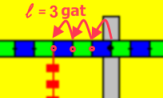 ℓ = 3 gat